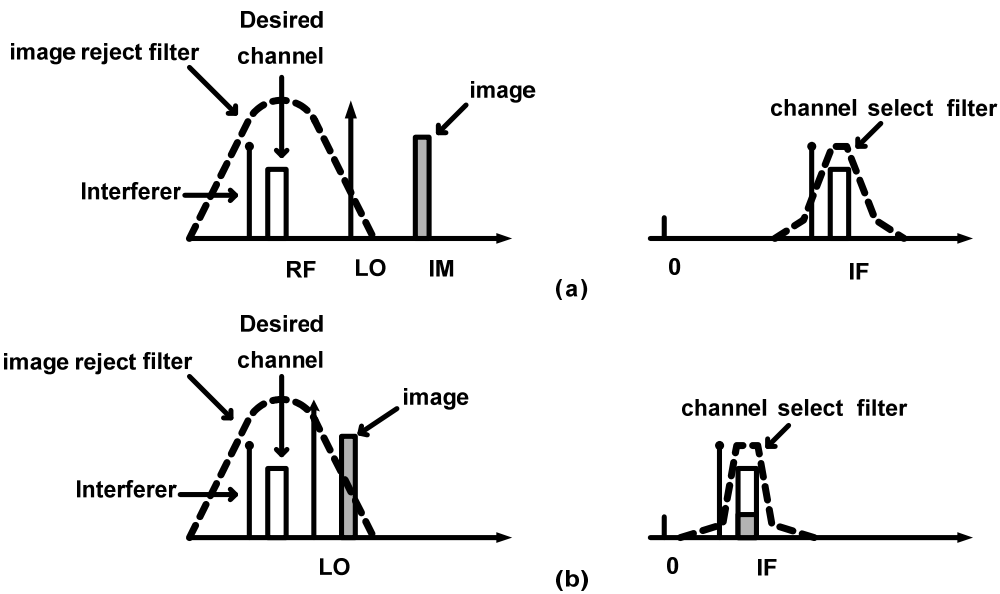 Desired
channel
image reject filter
image
Interferer
RF
LO
IM
channel select filter
0
IF
(a)
Desired
channel
image reject filter
image
Interferer
LO
channel select filter
0
IF
(b)